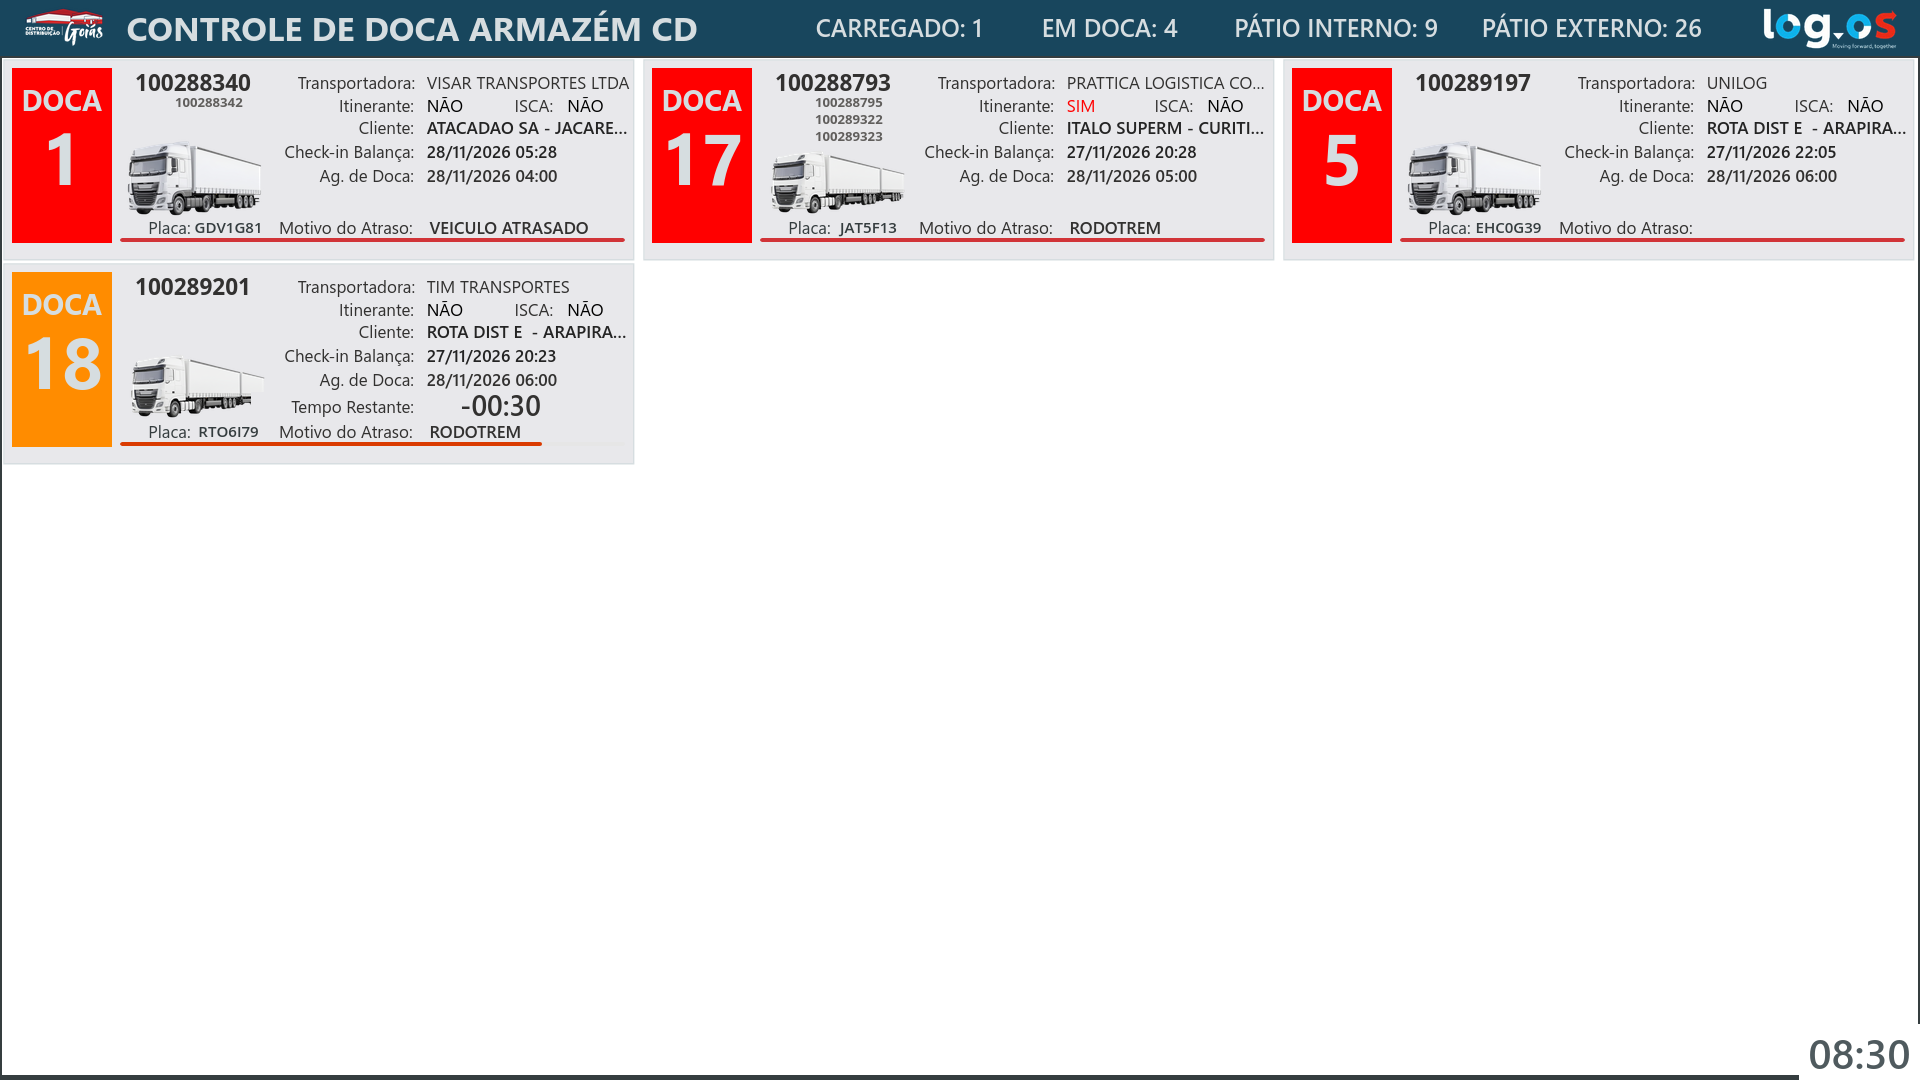 CENTRO DE DISTRIBUIÇÃO Goiás
CONTROLE DE DOCA ARMAZÉM CD
CARREGADO: 1
EM DOCA: 4
PÁTIO INTERNO: 9
PÁTIO EXTERNO: 26
log.os
Moving forward, together
DOCA
1
100288340
100288342
Transportadora: VISAR TRANSPORTES LTDA
Itinerante: NÃO ISCA: NÃO
Cliente: ATACADAO SA - JACARE...
Check-in Balança: 28/11/2026 05:28
Ag. de Doca: 28/11/2026 04:00
Placa: GDV1G81 Motivo do Atraso: VEICULO ATRASADO
DOCA
17
100288793
100288795
100289322
100289323
Transportadora: PRATTICA LOGISTICA CO...
Itinerante: SIM ISCA: NÃO
Cliente: ITALO SUPERM - CURITI...
Check-in Balança: 27/11/2026 20:28
Ag. de Doca: 28/11/2026 05:00
Placa: JAT5F13 Motivo do Atraso: RODOTREM
DOCA
5
100289197
Transportadora: UNILOG
Itinerante: NÃO ISCA: NÃO
Cliente: ROTA DIST E - ARAPIRA...
Check-in Balança: 27/11/2026 22:05
Ag. de Doca: 28/11/2026 06:00
Placa: EHC0G39 Motivo do Atraso:
DOCA
18
100289201
Transportadora: TIM TRANSPORTES
Itinerante: NÃO ISCA: NÃO
Cliente: ROTA DIST E - ARAPIRA...
Check-in Balança: 27/11/2026 20:23
Ag. de Doca: 28/11/2026 06:00
Tempo Restante: -00:30
Placa: RTO6I79 Motivo do Atraso: RODOTREM
08:30